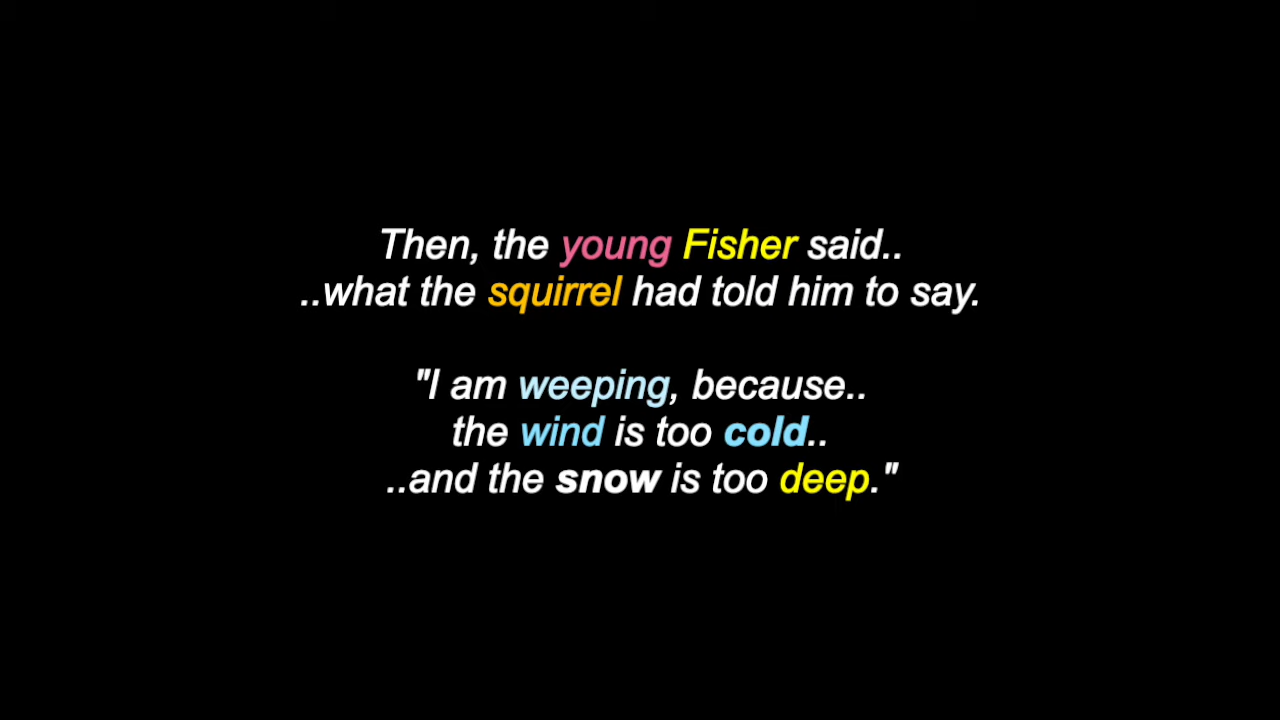 Then, the young Fisher said..
..what the squirrel had told him to say.
"I am weeping, because..
the wind is too cold..
..and the snow is too deep."